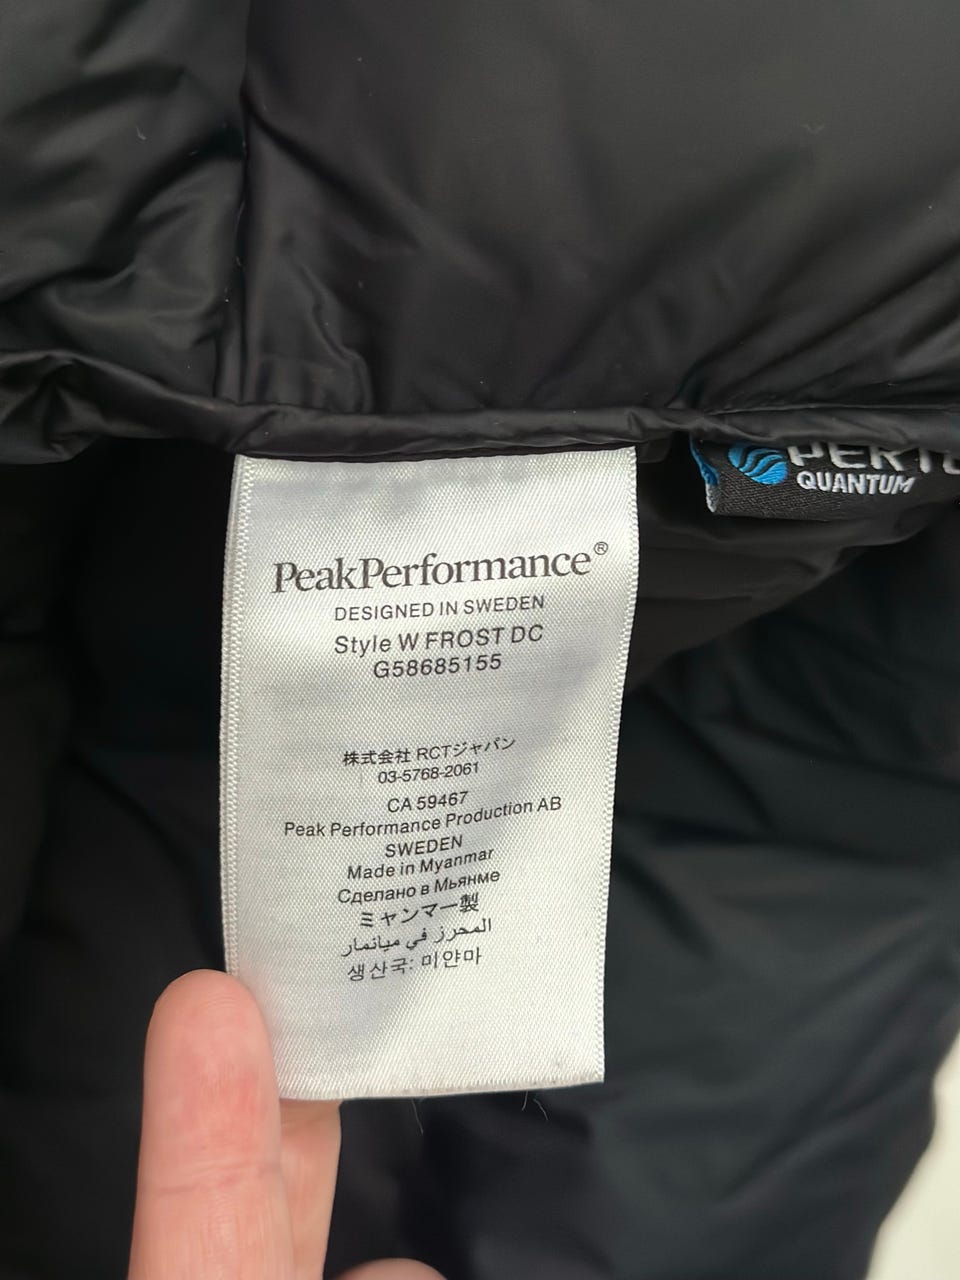 PeakPerformance®
DESIGNED IN SWEDEN
Style W FROST DC
G58685155
株式会社 RCTジャパン
03-5768-2061
CA 59467
Peak Performance Production AB
SWEDEN
Made in Myanmar
Сделано в Мьянме
ミャンマー製
المحرز في ميانمار
생산국: 미얀마
QUANTUM